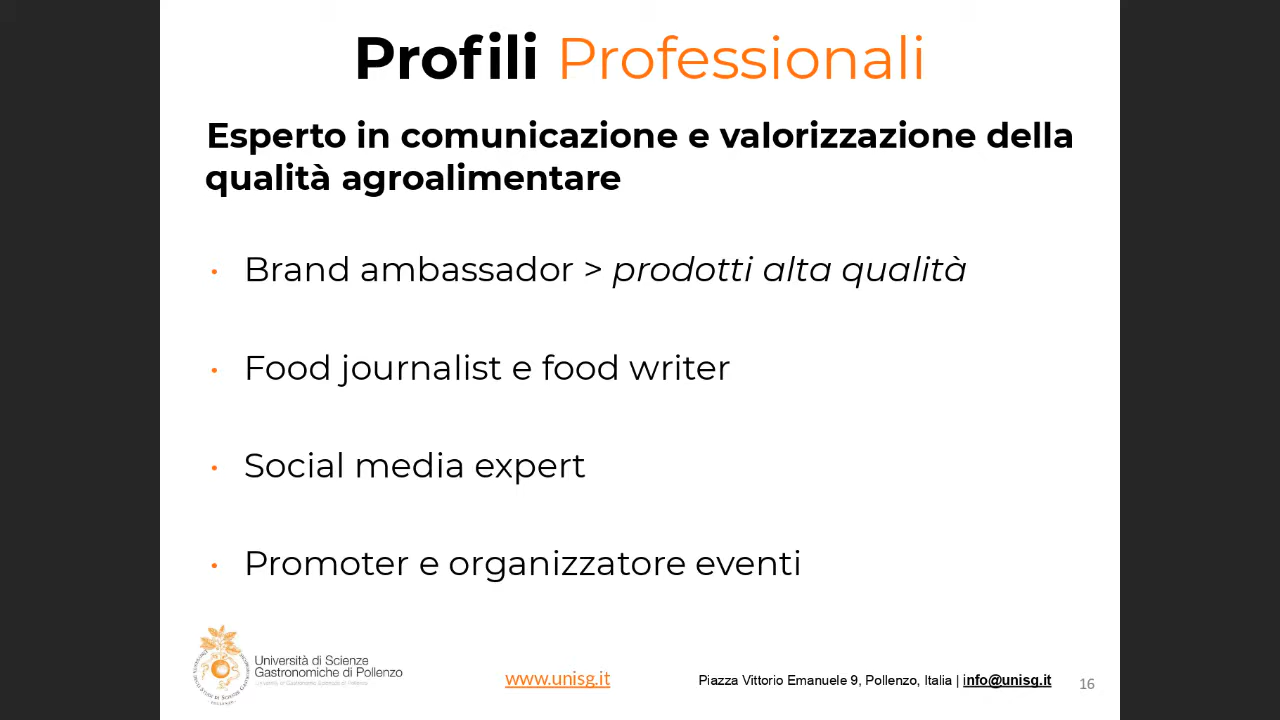 Profili Professionali
Esperto in comunicazione e valorizzazione della
qualità agroalimentare
• Brand ambassador > prodotti alta qualità
• Food journalist e food writer
• Social media expert
• Promoter e organizzatore eventi
Università di Scienze
Gastronomiche di Pollenzo
www.unisg.it
Piazza Vittorio Emanuele 9, Pollenzo, Italia | info@unisg.it
16